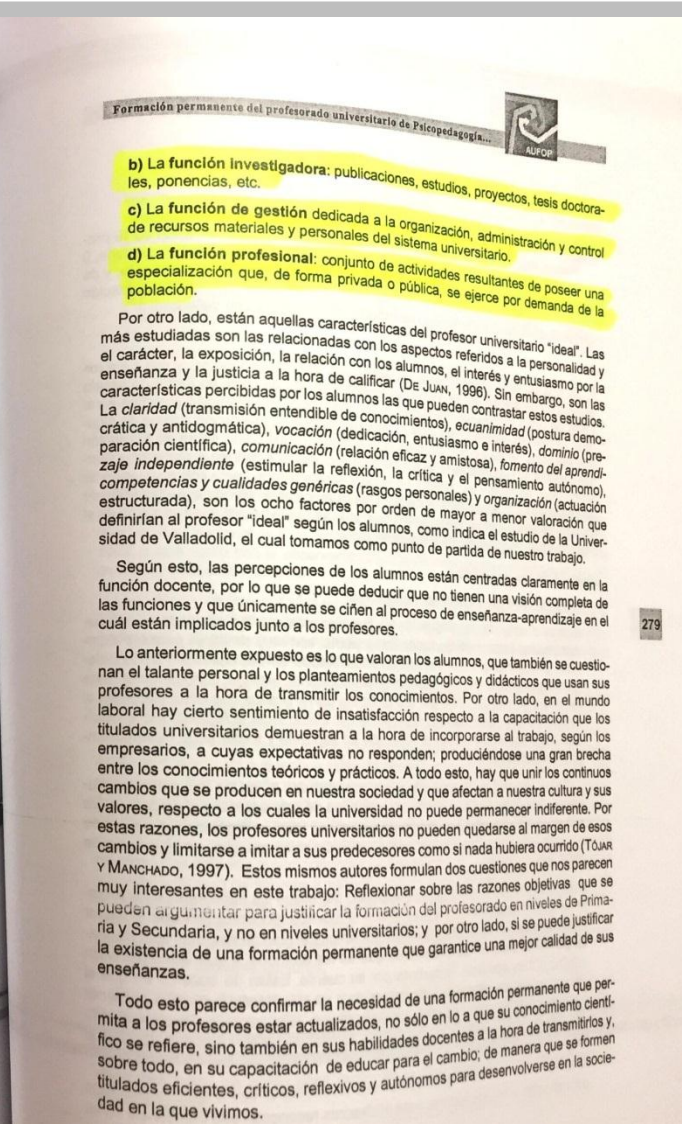 Formación permanente del profesorado universitario de Psicopedagogía...
AUFOP
b) La función investigadora: publicaciones, estudios, proyectos, tesis doctora-
les, ponencias, etc.
c) La función de gestión dedicada a la organización, administración y control
de recursos materiales y personales del sistema universitario.
d) La función profesional: conjunto de actividades resultantes de poseer una
especialización que, de forma privada o pública, se ejerce por demanda de la
población.
Por otro lado, están aquellas características del profesor universitario "ideal". Las
más estudiadas son las relacionadas con los aspectos referidos a la personalidad y
el carácter, la exposición, la relación con los alumnos, el interés y entusiasmo por la
enseñanza y la justicia a la hora de calificar (DE JUAN, 1996). Sin embargo, son las
características percibidas por los alumnos las que pueden contrastar estos estudios.
La claridad (transmisión entendible de conocimientos), ecuanimidad (postura demo-
crática y antidogmática), vocación (dedicación, entusiasmo e interés), dominio (pre-
paración científica), comunicación (relación eficaz y amistosa), fomento del aprendi-
zaje independiente (estimular la reflexión, la crítica y el pensamiento autónomo),
competencias y cualidades genéricas (rasgos personales) y organización (actuación
estructurada), son los ocho factores por orden de mayor a menor valoración que
definirían al profesor "ideal" según los alumnos, como indica el estudio de la Univer-
sidad de Valladolid, el cual tomamos como punto de partida de nuestro trabajo.
Según esto, las percepciones de los alumnos están centradas claramente en la
función docente, por lo que se puede deducir que no tienen una visión completa de
las funciones y que únicamente se ciñen al proceso de enseñanza-aprendizaje en el
cuál están implicados junto a los profesores.
279
Lo anteriormente expuesto es lo que valoran los alumnos, que también se cuestio-
nan el talante personal y los planteamientos pedagógicos y didácticos que usan sus
profesores a la hora de transmitir los conocimientos. Por otro lado, en el mundo
laboral hay cierto sentimiento de insatisfacción respecto a la capacitación que los
titulados universitarios demuestran a la hora de incorporarse al trabajo, según los
empresarios, a cuyas expectativas no responden; produciéndose una gran brecha
entre los conocimientos teóricos y prácticos. A todo esto, hay que unir los continuos
cambios que se producen en nuestra sociedad y que afectan a nuestra cultura y sus
valores, respecto a los cuales la universidad no puede permanecer indiferente. Por
estas razones, los profesores universitarios no pueden quedarse al margen de esos
cambios y limitarse a imitar a sus predecesores como si nada hubiera ocurrido (TÓJAR
Y MANCHADO, 1997). Estos mismos autores formulan dos cuestiones que nos parecen
muy interesantes en este trabajo: Reflexionar sobre las razones objetivas que se
pueden argumentar para justificar la formación del profesorado en niveles de Prima-
ria y Secundaria, y no en niveles universitarios; y por otro lado, si se puede justificar
la existencia de una formación permanente que garantice una mejor calidad de sus
enseñanzas.
Todo esto parece confirmar la necesidad de una formación permanente que per-
mita a los profesores estar actualizados, no sólo en lo a que su conocimiento cientí-
fico se refiere, sino también en sus habilidades docentes a la hora de transmitirlos y,
sobre todo, en su capacitación de educar para el cambio; de manera que se formen
titulados eficientes, críticos, reflexivos y autónomos para desenvolverse en la socie-
dad en la que vivimos.